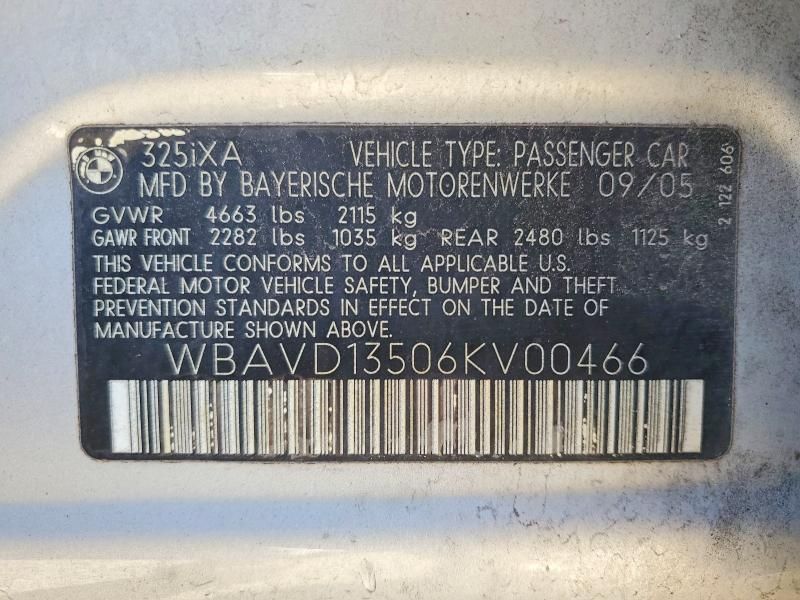 325iXA VEHICLE TYPE: PASSENGER CAR
MFD BY BAYERISCHE MOTORENWERKE 09/05
GVWR 4663 lbs 2115 kg
GAWR FRONT 2282 lbs 1035 kg REAR 2480 lbs 1125 kg
THIS VEHICLE CONFORMS TO ALL APPLICABLE U.S.
FEDERAL MOTOR VEHICLE SAFETY, BUMPER AND THEFT
PREVENTION STANDARDS IN EFFECT ON THE DATE OF
MANUFACTURE SHOWN ABOVE.
WBAVD13506KV00466
2 122 606